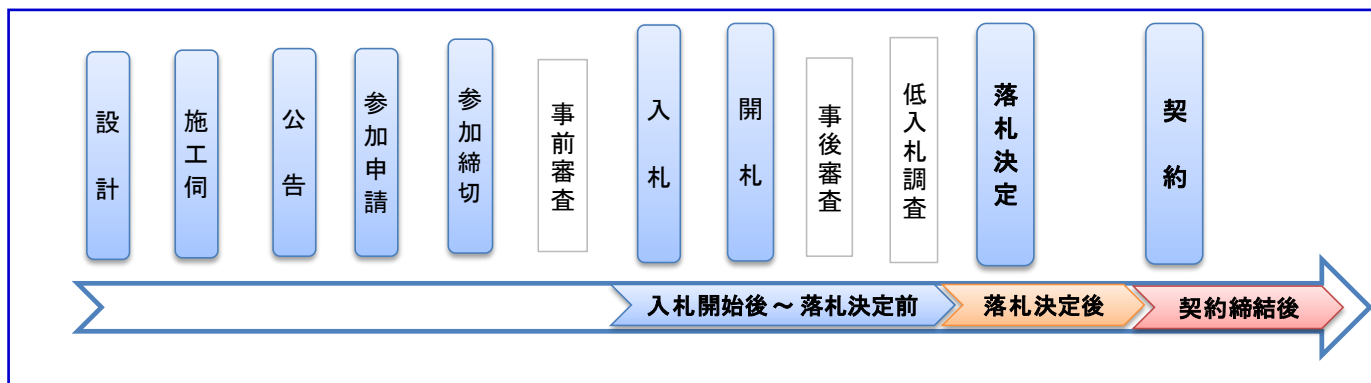 設計
施工伺
公告
参加申請
参加締切
事前審査
入札
開札
事後審査
低入札調査
落札決定
契約
入札開始後～落札決定前
落札決定後
契約締結後